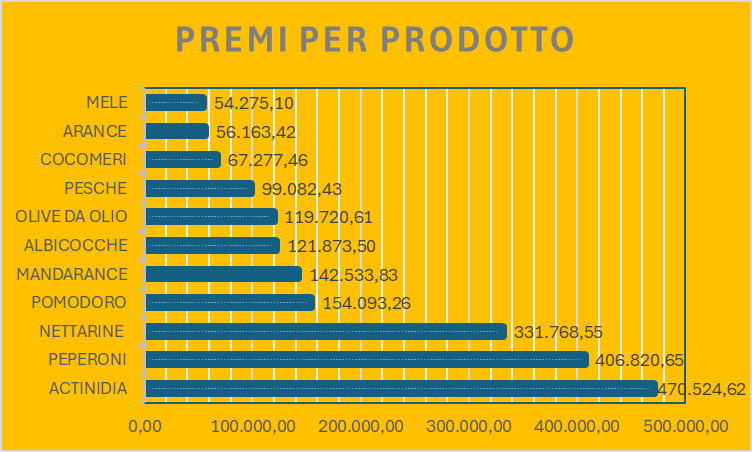 PREMI PER PRODOTTO
MELE 54.275,10
ARANCE 56.163,42
COCOMERI 67.277,46
PESCHE 99.082,43
OLIVE DA OLIO 119.720,61
ALBICOCCHE 121.873,50
MANDARANCE 142.533,83
POMODORO 154.093,26
NETTARINE 331.768,55
PEPERONI 406.820,65
ACTINIDIA 470.524,62
0,00 100.000,00 200.000,00 300.000,00 400.000,00 500.000,00